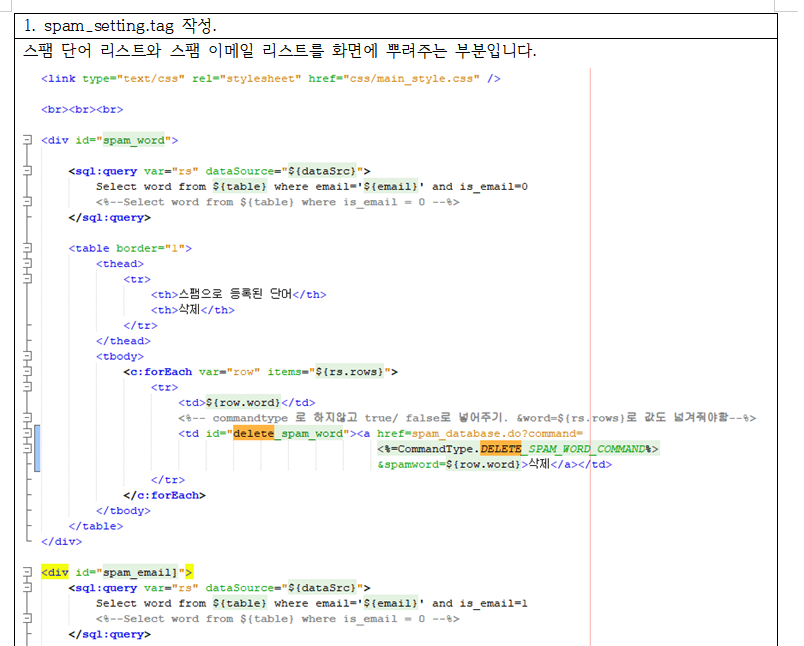 1. spam_setting.tag 작성.
스팸 단어 리스트와 스팸 이메일 리스트를 화면에 뿌려주는 부분입니다.
<link type="text/css" rel="stylesheet" href="css/main_style.css" />
<br><br><br>
<div id="spam_word">
<sql:query var="rs" dataSource="${dataSrc}">
Select word from ${table} where email='${email}' and is_email=0
<%--Select word from ${table} where is_email = 0 --%>
</sql:query>
<table border="1">
<thead>
<tr>
<th>스팸으로 등록된 단어</th>
<th>삭제</th>
</tr>
</thead>
<tbody>
<c:forEach var="row" items="${rs.rows}">
<tr>
<td>${row.word}</td>
<%-- commandtype 로 하지않고 true/ false로 넣어주기. &word=${rs.rows}로 값도 넘겨줘야함--%>
<td id="delete_spam_word"><a href=spam_database.do?command=
<%=CommandType.DELETE_SPAM_WORD_COMMAND%>
&spamword=${row.word}>삭제</a></td>
</tr>
</c:forEach>
</tbody>
</table>
</div>
<div id="spam_email]">
<sql:query var="rs" dataSource="${dataSrc}">
Select word from ${table} where email='${email}' and is_email=1
<%--Select word from ${table} where is_email = 0 --%>
</sql:query>